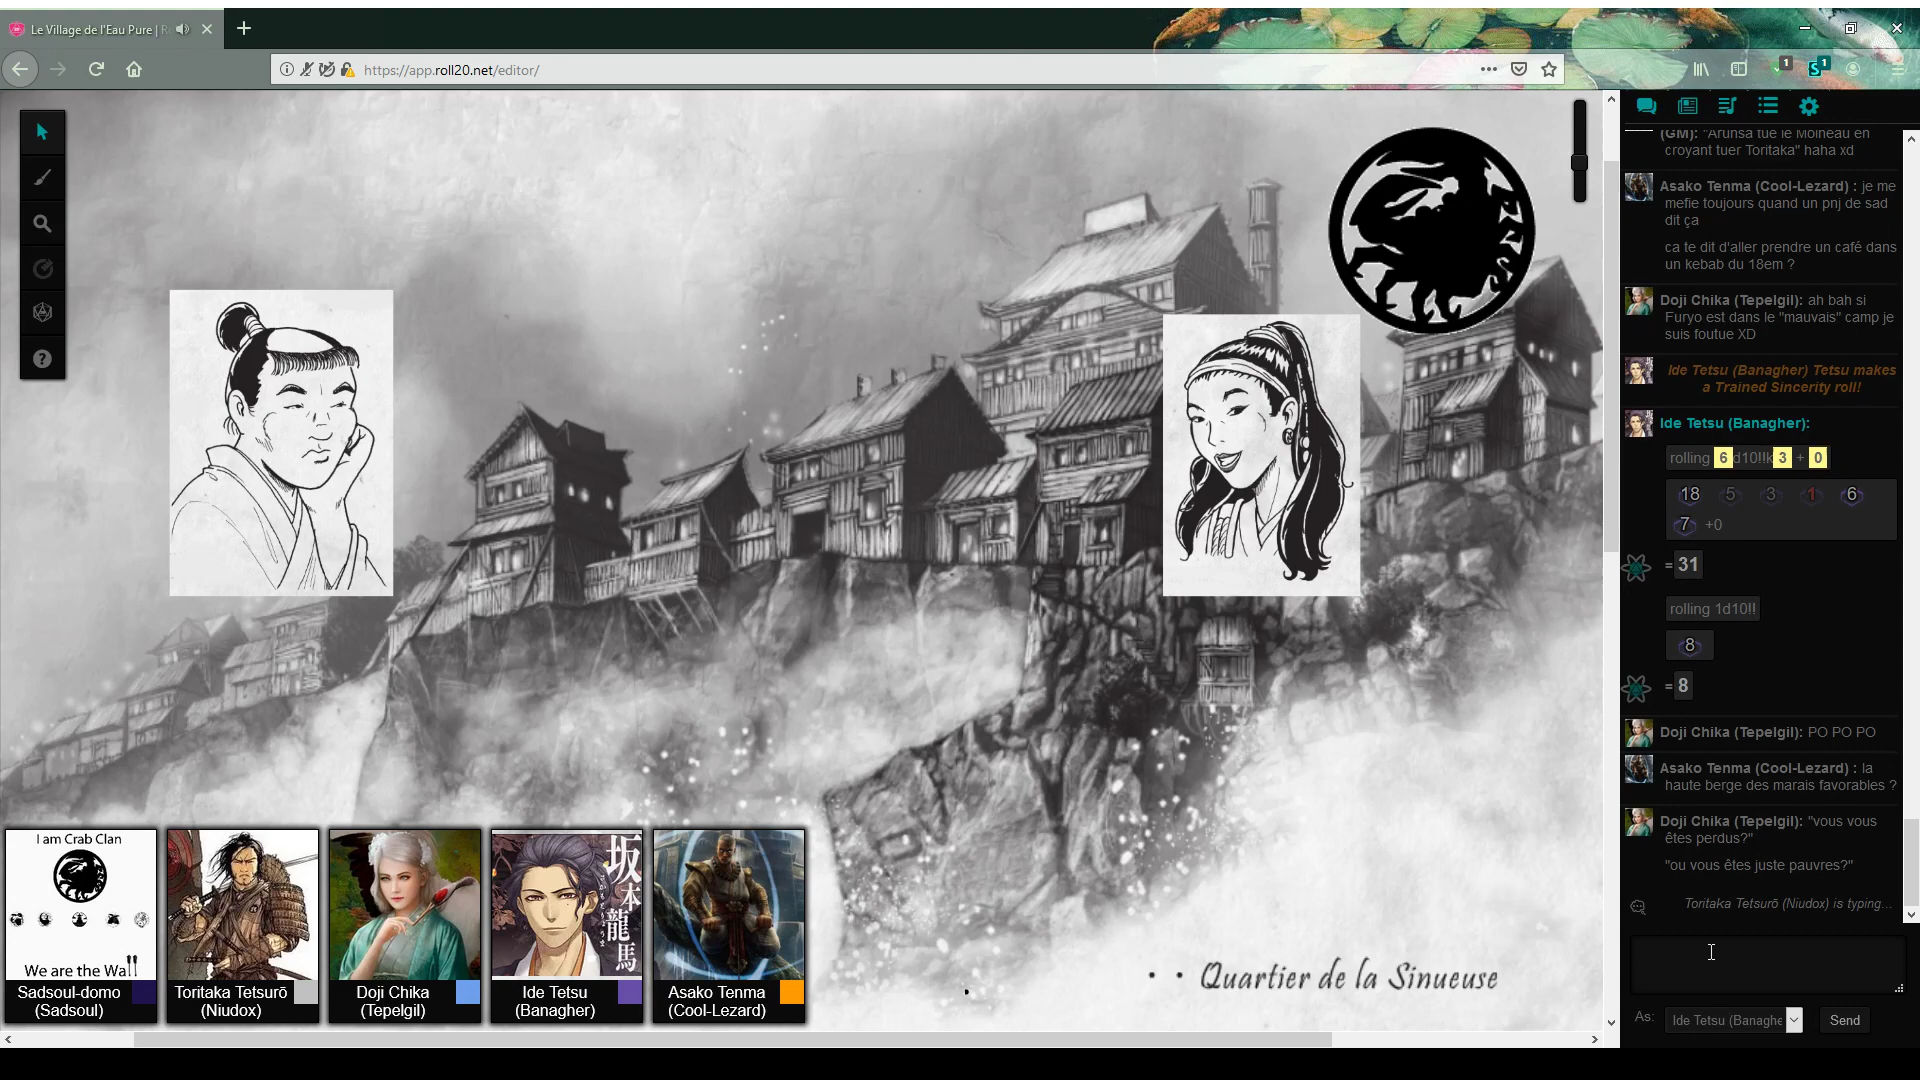 Le Village de l'Eau Pure | R
https://app.roll20.net/editor/
1
1
(GM): "Arunsa tue le Moineau en
croyant tuer Toritaka" haha xd
Asako Tenma (Cool-Lezard) : je me
mefie toujours quand un pnj de sad
dit ça
ca te dit d'aller prendre un café dans
un kebab du 18em ?
Doji Chika (Tepelgil): ah bah si
Furyo est dans le "mauvais" camp je
suis foutue XD
Ide Tetsu (Banagher) Tetsu makes
a Trained Sincerity roll!
Ide Tetsu (Banagher):
rolling 6d10!!k3 + 0
18 5 3 1 6
7 +0
=31
rolling 1d10!!
8
=8
Doji Chika (Tepelgil): PO PO PO
Asako Tenma (Cool-Lezard) : la
haute berge des marais favorables ?
Doji Chika (Tepelgil): "vous vous
êtes perdus?"
"ou vous êtes juste pauvres?"
Toritaka Tetsurō (Niudox) is typing...
As: Ide Tetsu (Banaghe Send
Quartier de la Sinueuse
I am Crab Clan
We are the Wall
坂本龍馬
Sadsoul-domo
(Sadsoul)
Toritaka Tetsurō
(Niudox)
Doji Chika
(Tepelgil)
Ide Tetsu
(Banagher)
Asako Tenma
(Cool-Lezard)